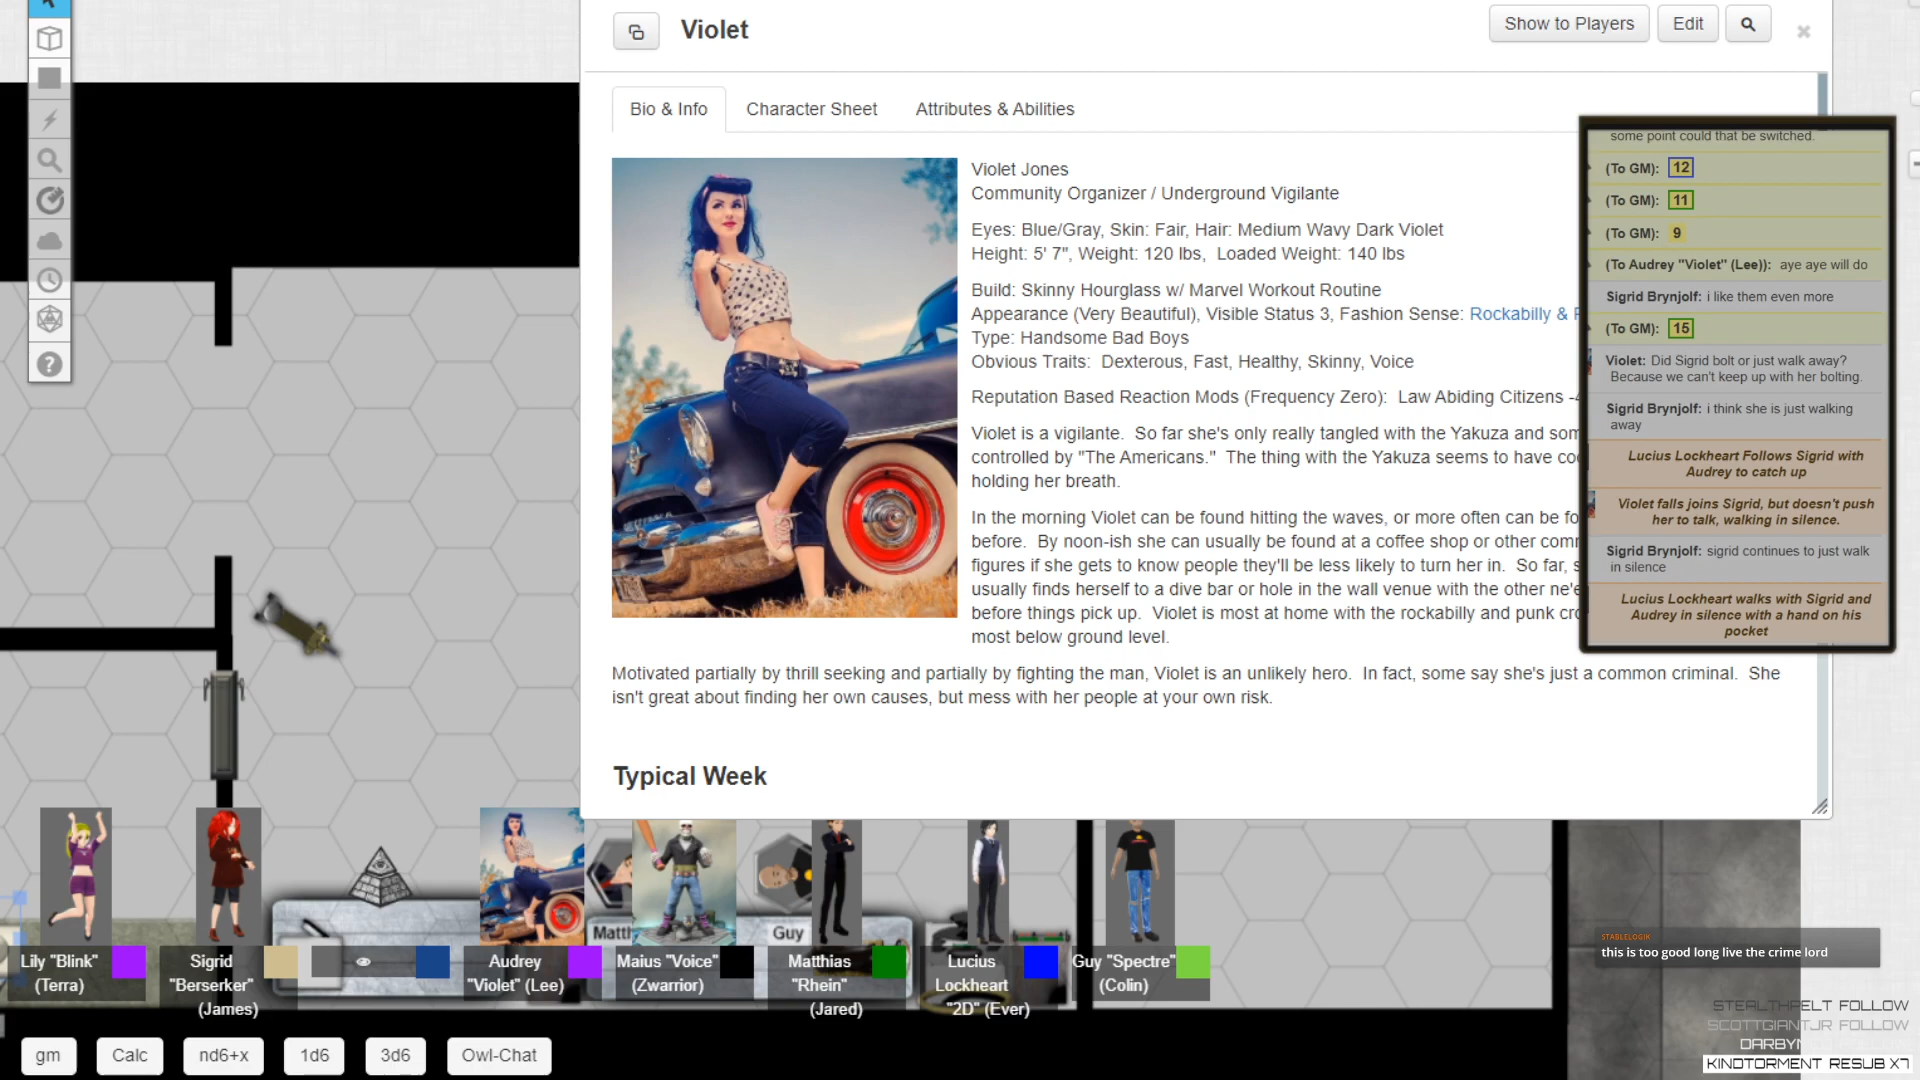 Violet
Show to Players
Edit
Bio & Info
Character Sheet
Attributes & Abilities
Violet Jones
Community Organizer / Underground Vigilante
Eyes: Blue/Gray, Skin: Fair, Hair: Medium Wavy Dark Violet
Height: 5' 7", Weight: 120 lbs,  Loaded Weight: 140 lbs
Build: Skinny Hourglass w/ Marvel Workout Routine
Appearance (Very Beautiful), Visible Status 3, Fashion Sense: Rockabilly &
Type: Handsome Bad Boys
Obvious Traits:  Dexterous, Fast, Healthy, Skinny, Voice
Reputation Based Reaction Mods (Frequency Zero):  Law Abiding Citizens
Violet is a vigilante.  So far she's only really tangled with the Yakuza and
controlled by "The Americans."  The thing with the Yakuza seems to have
holding her breath.
In the morning Violet can be found hitting the waves, or more often can be
before.  By noon-ish she can usually be found at a coffee shop or other
figures if she gets to know people they'll be less likely to turn her in.  So far,
usually finds herself to a dive bar or hole in the wall venue with the other
before things pick up.  Violet is most at home with the rockabilly and punk
most below ground level.
Motivated partially by thrill seeking and partially by fighting the man, Violet is an unlikely hero.  In fact, some say she's just a common criminal.  She
isn't great about finding her own causes, but mess with her people at your own risk.
Typical Week
some point could that be switched.
(To GM): 12
(To GM): 11
(To GM): 9
(To Audrey "Violet" (Lee)): aye aye will do
Sigrid Brynjolf: i like them even more
(To GM): 15
Violet: Did Sigrid bolt or just walk away?
Because we can't keep up with her bolting.
Sigrid Brynjolf: i think she is just walking
away
Lucius Lockheart Follows Sigrid with
Audrey to catch up
Violet falls joins Sigrid, but doesn't push
her to talk, walking in silence.
Sigrid Brynjolf: sigrid continues to just walk
in silence
Lucius Lockheart walks with Sigrid and
Audrey in silence with a hand on his
pocket
Lily "Blink"
(Terra)
Sigrid
"Berserker"
(James)
Audrey
"Violet" (Lee)
Maius "Voice"
(Zwarrior)
Guy
Matthias
"Rhein"
(Jared)
Lucius
Lockheart
"2D" (Ever)
Guy "Spectre"
(Colin)
STABLELOGIK
this is too good long live the crime lord
STEALTHPELT FOLLOW
SCOTTGIANTJR FOLLOW
KINDTORMENT RESUB X7
gm
Calc
nd6+x
1d6
3d6
Owl-Chat